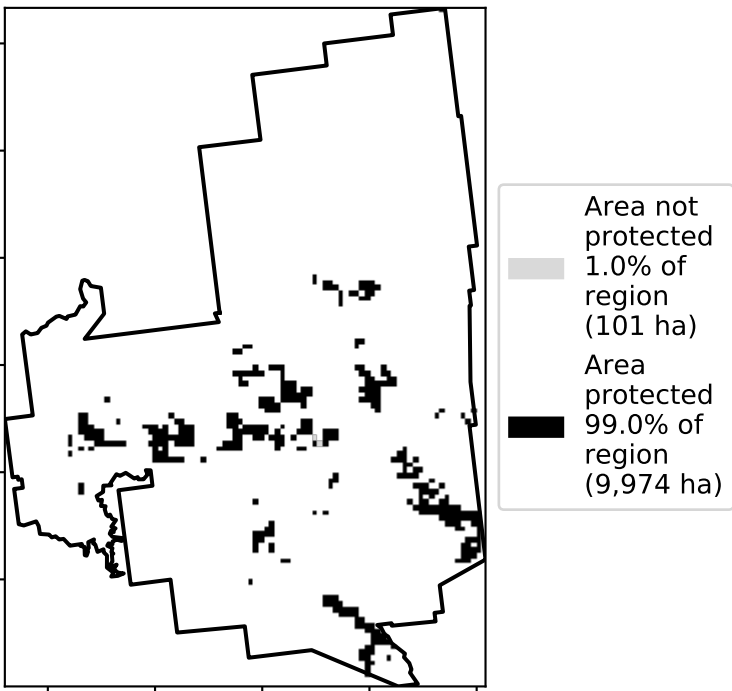 Area not
protected
1.0% of
region
(101 ha)
Area
protected
99.0% of
region
(9,974 ha)